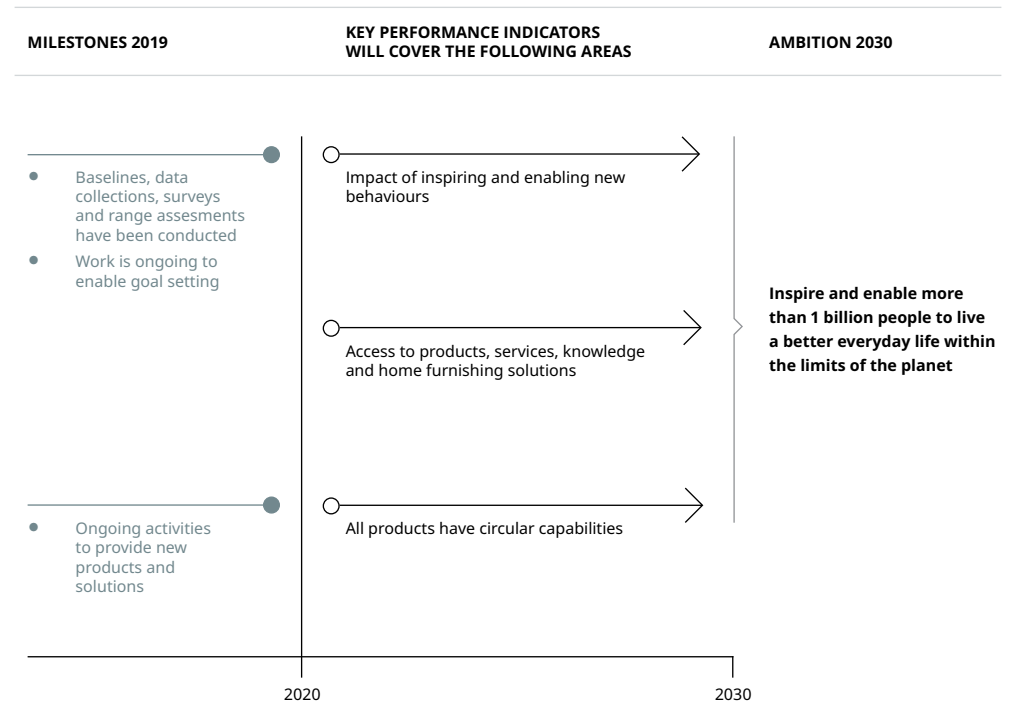 MILESTONES 2019
KEY PERFORMANCE INDICATORS
WILL COVER THE FOLLOWING AREAS
AMBITION 2030
• Baselines, data
collections, surveys
and range assesments
have been conducted
• Work is ongoing to
enable goal setting
Impact of inspiring and enabling new
behaviours
Access to products, services, knowledge
and home furnishing solutions
Inspire and enable more
than 1 billion people to live
a better everyday life within
the limits of the planet
• Ongoing activities
to provide new
products and
solutions
All products have circular capabilities
2020
2030